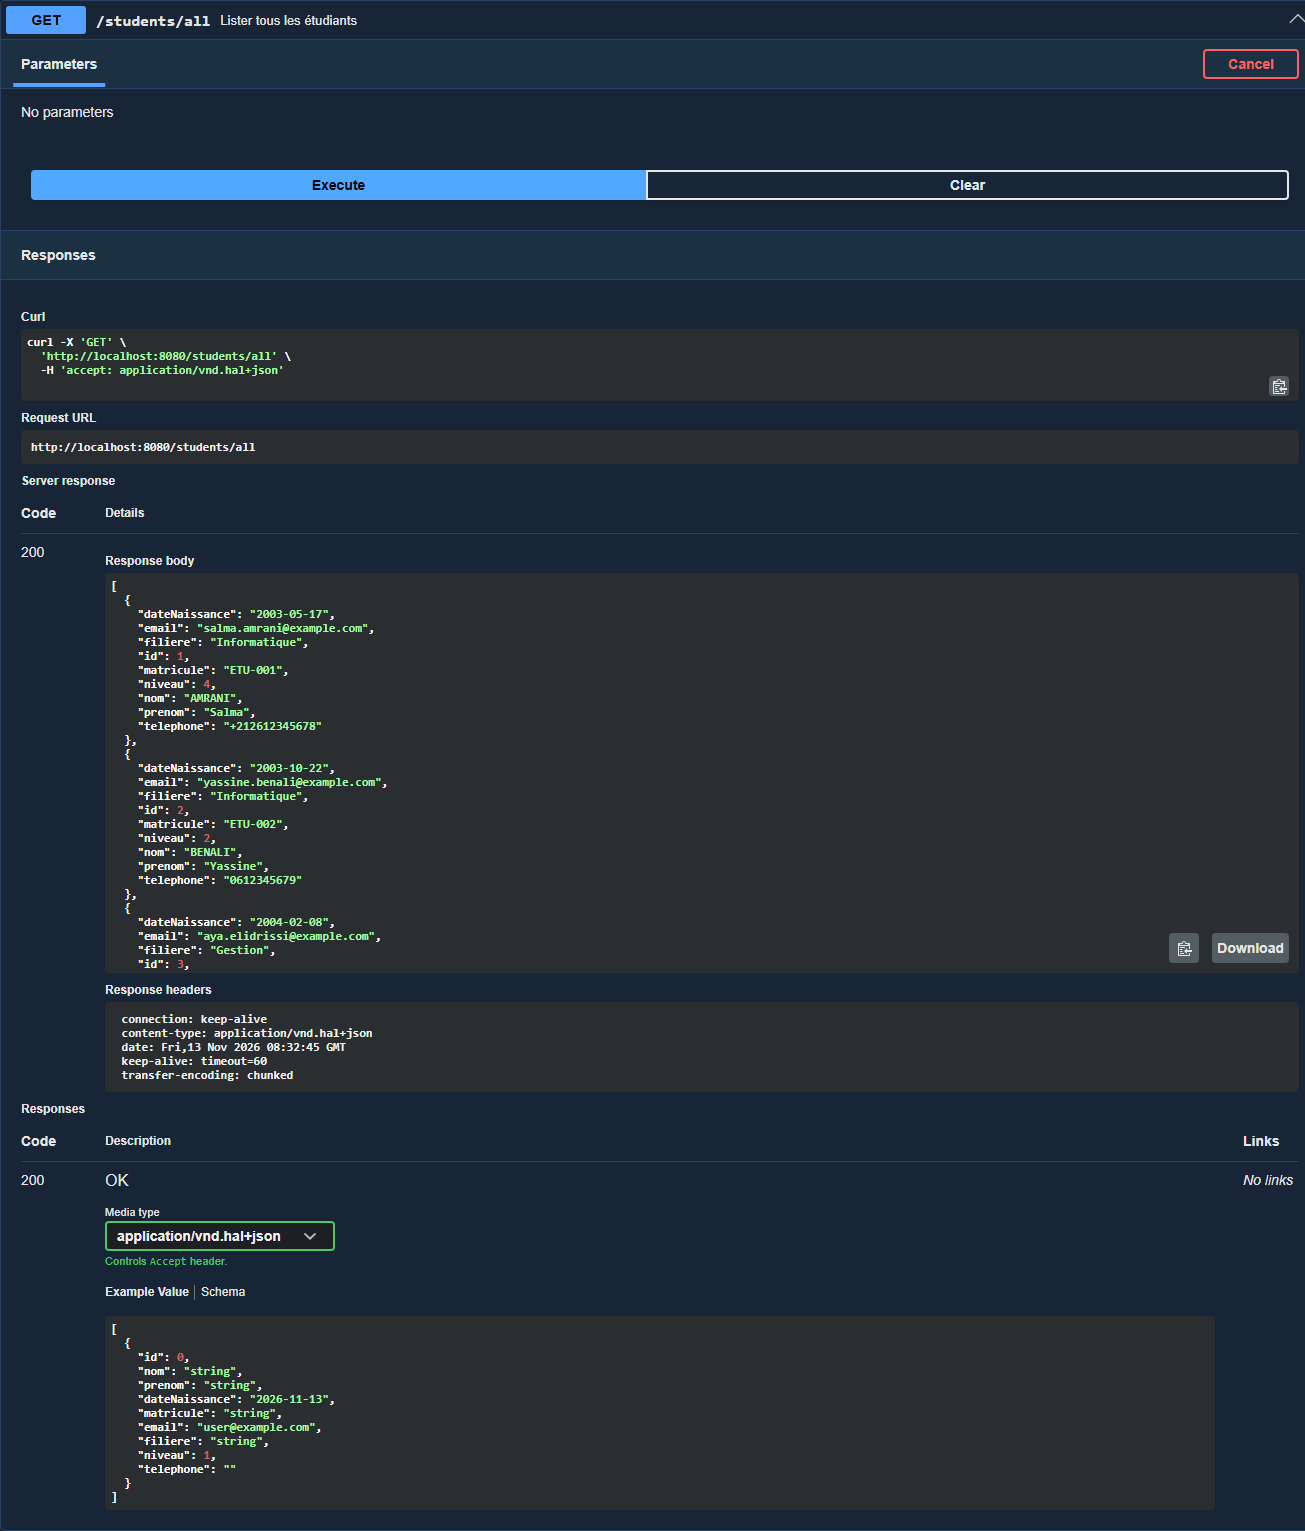 GET /students/all Lister tous les étudiants
Parameters
Cancel
No parameters
Execute
Clear
Responses
Curl
curl -X 'GET' \
  'http://localhost:8080/students/all' \
  -H 'accept: application/vnd.hal+json'
Request URL
http://localhost:8080/students/all
Server response
Code Details
200
Response body
[
  {
    "dateNaissance": "2003-05-17",
    "email": "salma.amrani@example.com",
    "filiere": "Informatique",
    "id": 1,
    "matricule": "ETU-001",
    "niveau": 4,
    "nom": "AMRANI",
    "prenom": "Salma",
    "telephone": "+212612345678"
  },
  {
    "dateNaissance": "2003-10-22",
    "email": "yassine.benali@example.com",
    "filiere": "Informatique",
    "id": 2,
    "matricule": "ETU-002",
    "niveau": 2,
    "nom": "BENALI",
    "prenom": "Yassine",
    "telephone": "0612345679"
  },
  {
    "dateNaissance": "2004-02-08",
    "email": "aya.elidrissi@example.com",
    "filiere": "Gestion",
    "id": 3,
Download
Response headers
connection: keep-alive
content-type: application/vnd.hal+json
date: Fri,13 Nov 2026 08:32:45 GMT
keep-alive: timeout=60
transfer-encoding: chunked
Responses
Code Description Links
200 OK No links
Media type
application/vnd.hal+json
Controls Accept header.
Example Value | Schema
[
  {
    "id": 0,
    "nom": "string",
    "prenom": "string",
    "dateNaissance": "2026-11-13",
    "matricule": "string",
    "email": "user@example.com",
    "filiere": "string",
    "niveau": 1,
    "telephone": ""
  }
]